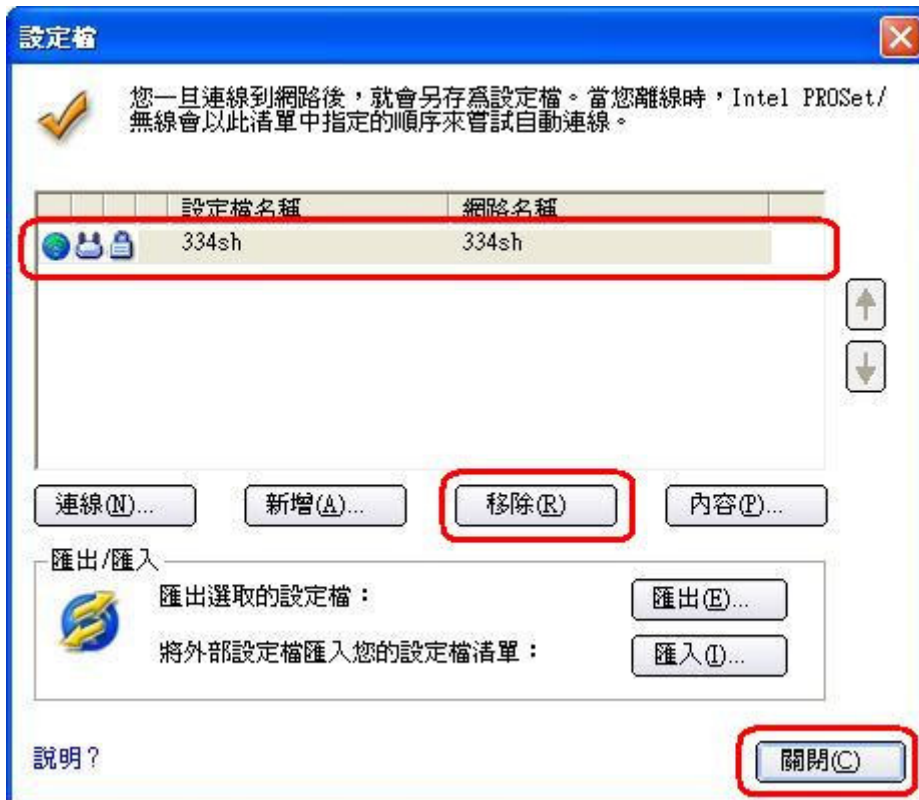 設定檔
您一旦連線到網路後，就會另存爲設定檔。當您離線時，Intel PROSet/
無線會以此清單中指定的順序來嘗試自動連線。
設定檔名稱 網路名稱
334sh 334sh
連線(N)... 新增(A)... 移除(R) 內容(P)...
匯出/匯入
匯出選取的設定檔： 匯出(E)...
將外部設定檔匯入您的設定檔清單： 匯入(I)...
說明？ 關閉(C)